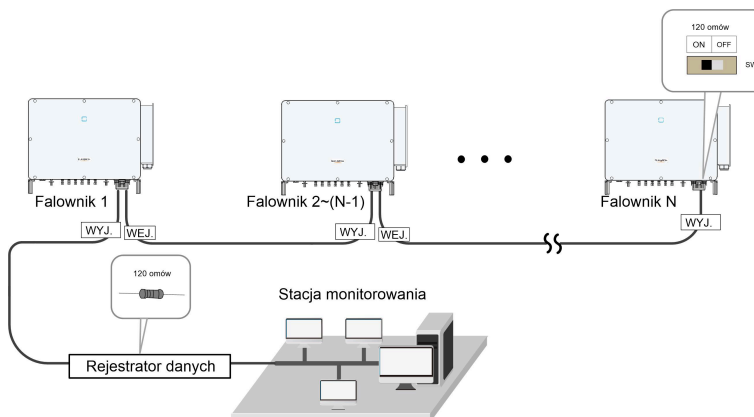 120 omów
ON OFF
SW
Falownik 1
Falownik 2~(N-1)
Falownik N
WYJ.
WEJ.
WYJ.
WEJ.
WYJ.
120 omów
Stacja monitorowania
Rejestrator danych